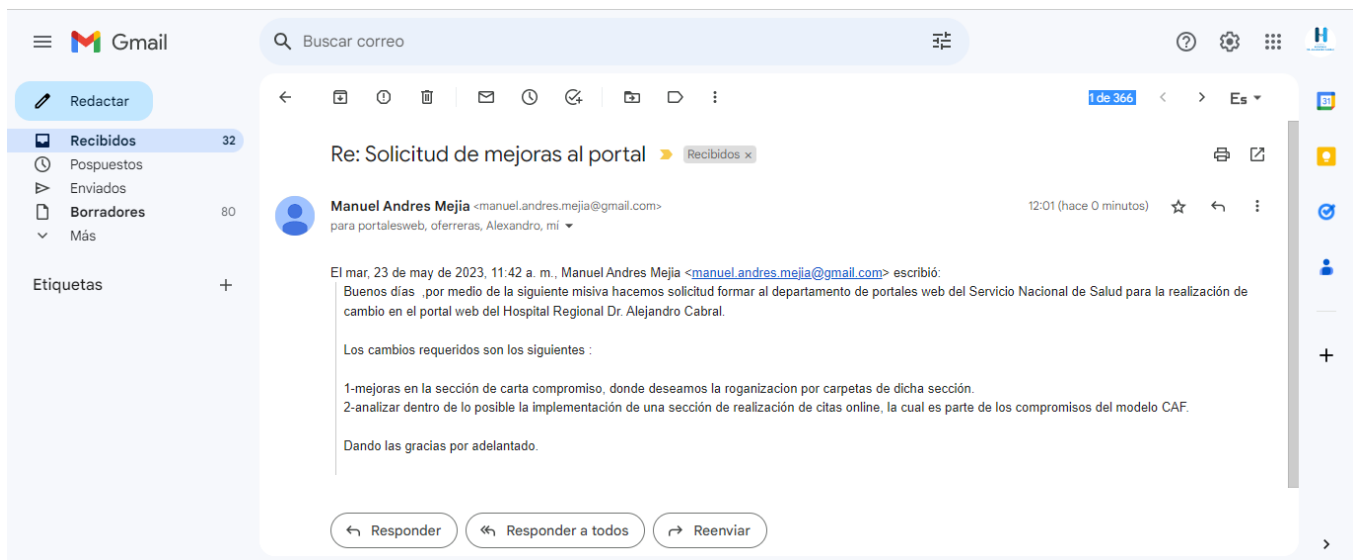 Gmail
Buscar correo
Redactar
1 de 366
Es
Recibidos 32
Pospuestos
Enviados
Borradores 80
Más
Etiquetas
Re: Solicitud de mejoras al portal Recibidos x
Manuel Andres Mejia <manuel.andres.mejia@gmail.com> 12:01 (hace 0 minutos)
para portalesweb, oferreras, Alexandro, mí
El mar, 23 de may de 2023, 11:42 a. m., Manuel Andres Mejia <manuel.andres.mejia@gmail.com> escribió:
Buenos días ,por medio de la siguiente misiva hacemos solicitud formar al departamento de portales web del Servicio Nacional de Salud para la realización de
cambio en el portal web del Hospital Regional Dr. Alejandro Cabral.
Los cambios requeridos son los siguientes :
1-mejoras en la sección de carta compromiso, donde deseamos la roganizacion por carpetas de dicha sección.
2-analizar dentro de lo posible la implementación de una sección de realización de citas online, la cual es parte de los compromisos del modelo CAF.
Dando las gracias por adelantado.
Responder Responder a todos Reenviar
31
H